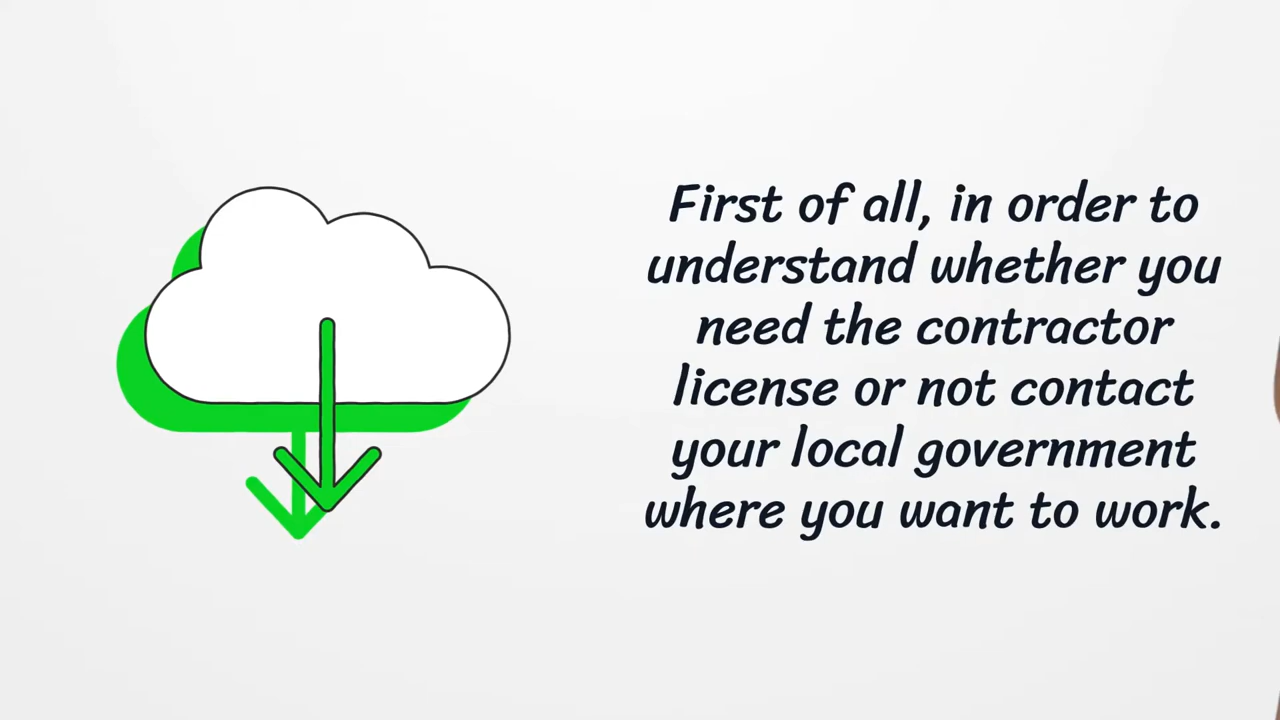 First of all, in order to
understand whether you
need the contractor
license or not contact
your local government
where you want to work.